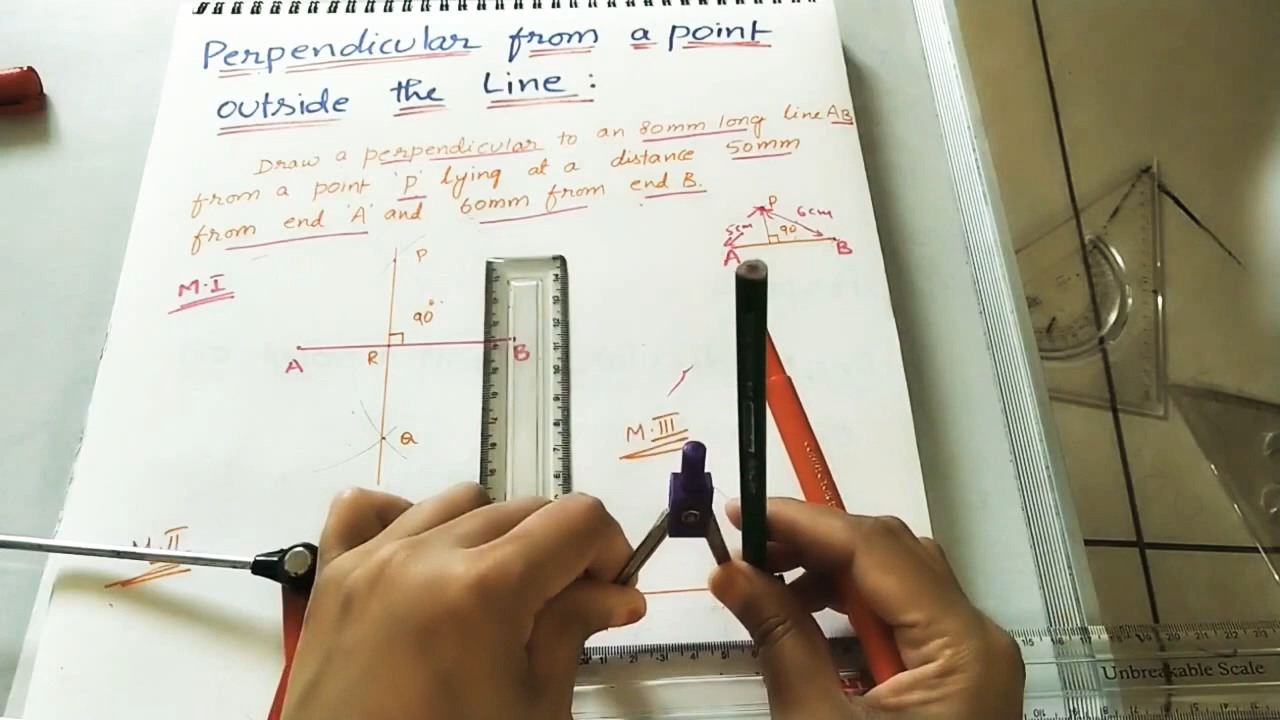 Perpendicular from a point
outside the Line:
Draw a perpendicular to an 80mm long line AB
from a point 'P' lying at a distance 50mm
from end 'A' and 60mm from end B.
P
5cm 6cm
90
A B
M.I
P
90°
A R B
Q
M.III
M.II
Unbreakable Scale